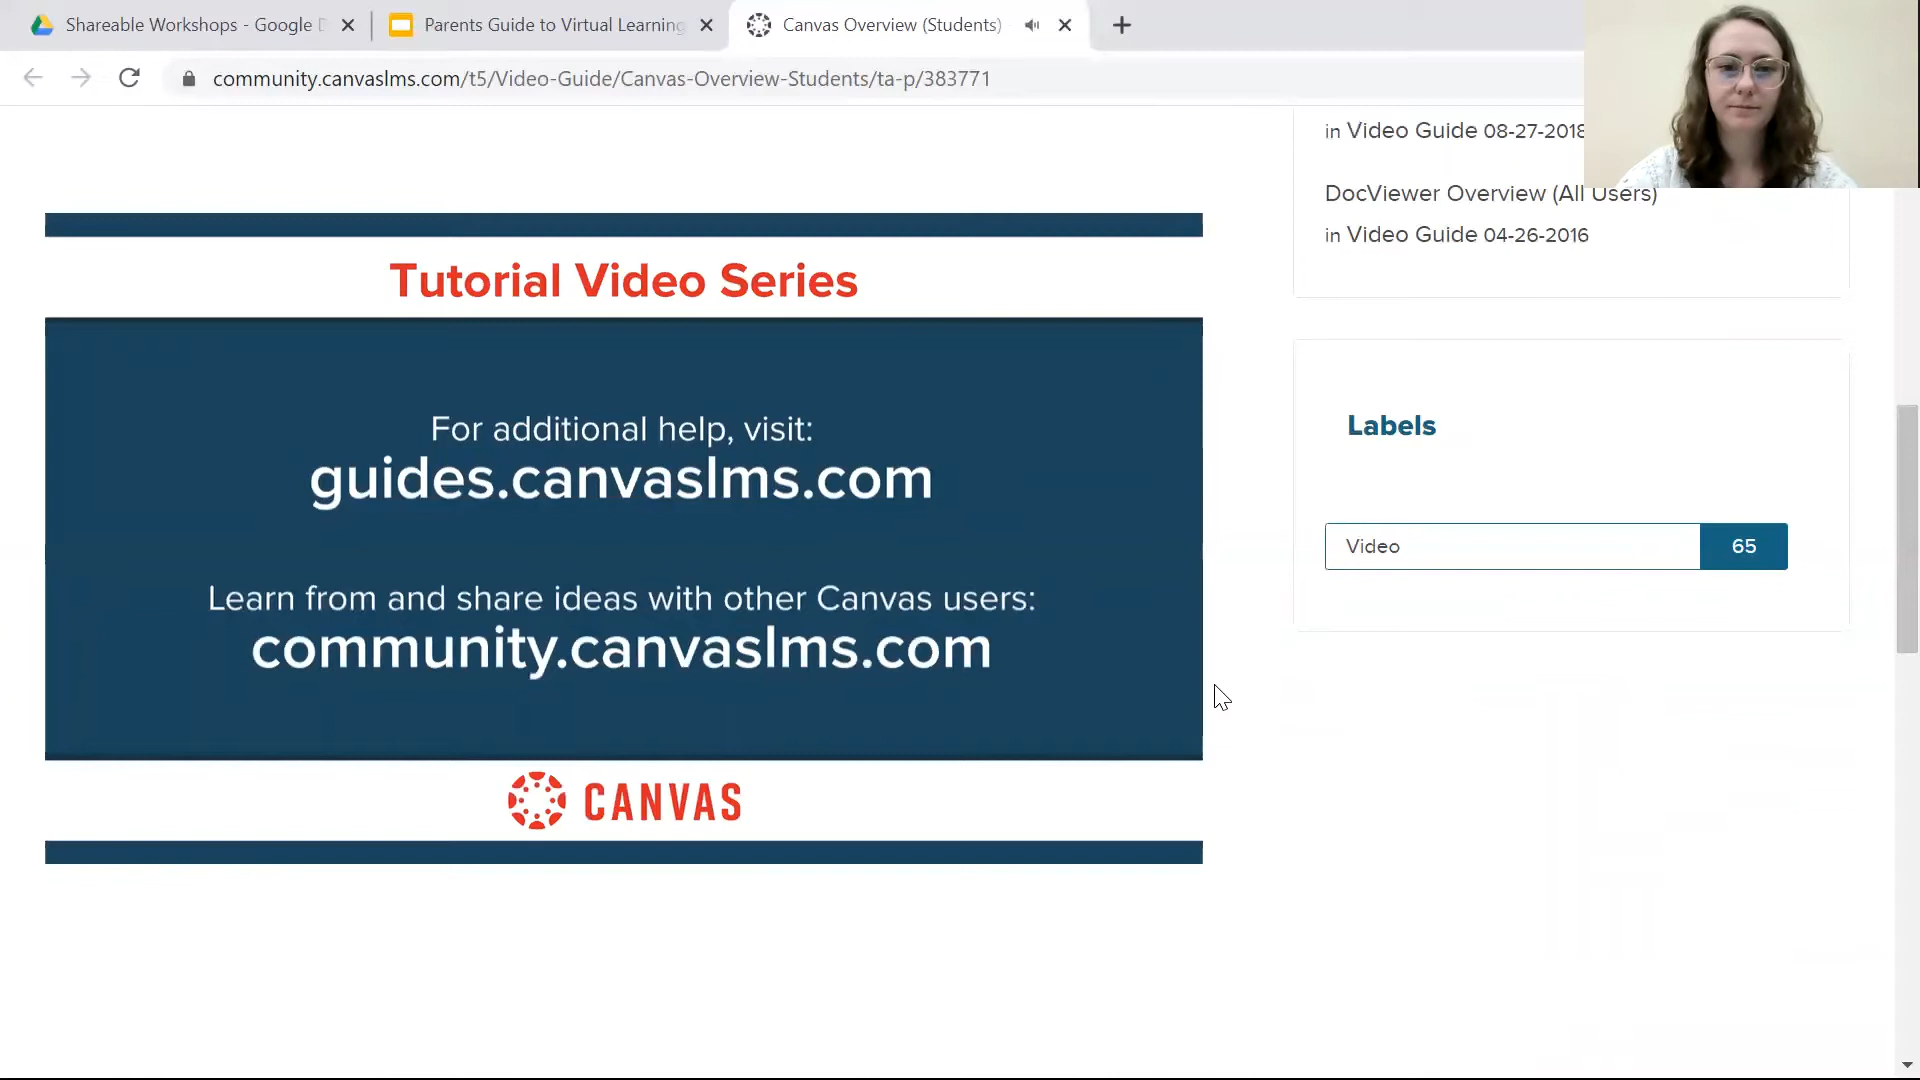 Shareable Workshops - Google D
Parents Guide to Virtual Learning
Canvas Overview (Students)
community.canvaslms.com/t5/Video-Guide/Canvas-Overview-Students/ta-p/383771
in Video Guide 08-27-2018
DocViewer Overview (All Users)
in Video Guide 04-26-2016
Tutorial Video Series
For additional help, visit:
guides.canvaslms.com
Learn from and share ideas with other Canvas users:
community.canvaslms.com
CANVAS
Labels
Video 65